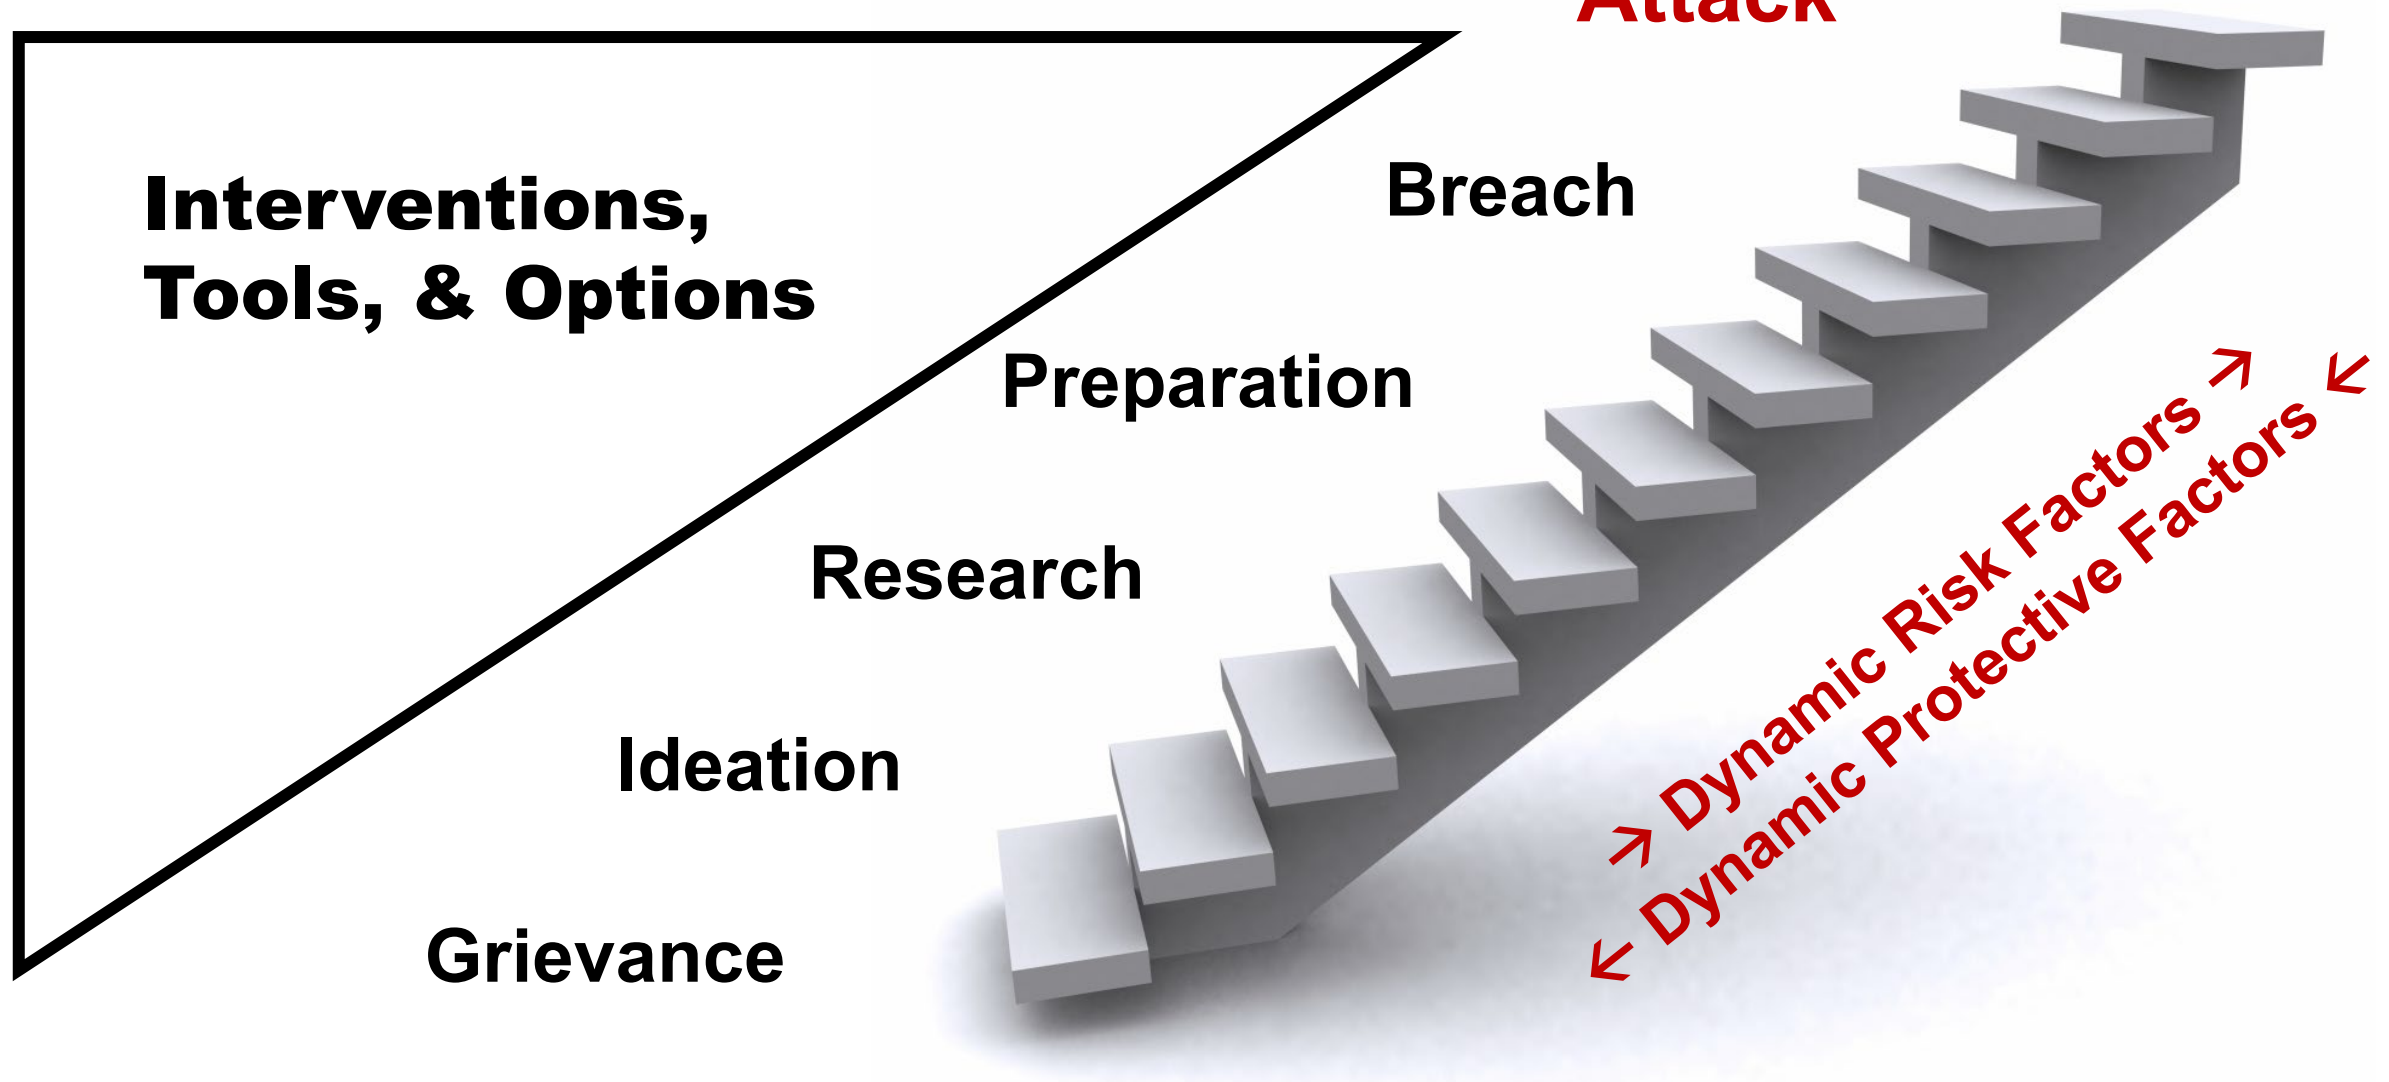 Attack
Interventions,
Tools, & Options
Breach
Preparation
Research
Ideation
Grievance
→ Dynamic Risk Factors →
← Dynamic Protective Factors ←